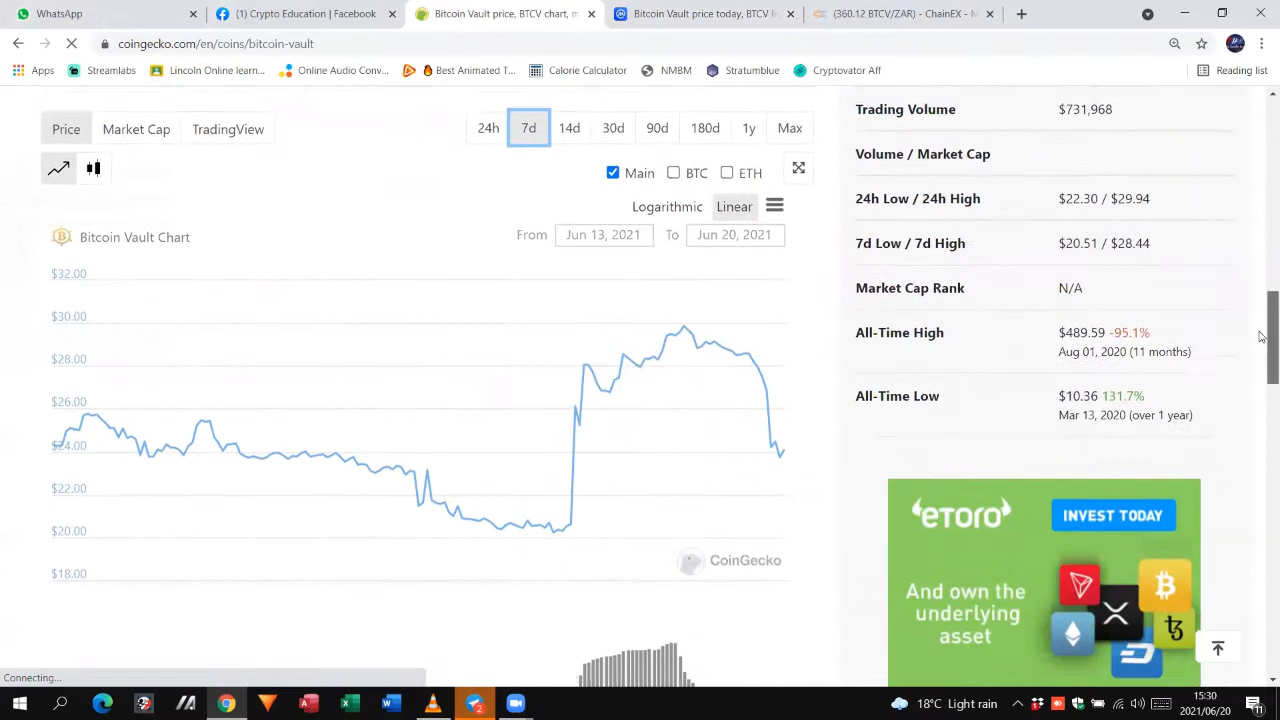 WhatsApp
(1) Crypto Education | Facebook
Bitcoin Vault price, BTCV chart, m
Bitcoin Vault price today, BTCV li
(360.12 BTCV/ZAR) - ChainEX - N
coingecko.com/en/coins/bitcoin-vault
Apps
Streamlabs
Lincoln Online learn...
Online Audio Conv...
Best Animated T...
Calorie Calculator
NMBM
Stratumblue
Cryptovator Aff
Reading list
Price
Market Cap
TradingView
24h
7d
14d
30d
90d
180d
1y
Max
Main
BTC
ETH
Logarithmic
Linear
Bitcoin Vault Chart
From
Jun 13, 2021
To
Jun 20, 2021
$32.00
$30.00
$28.00
$26.00
$24.00
$22.00
$20.00
$18.00
CoinGecko
Trading Volume
$731,968
Volume / Market Cap
24h Low / 24h High
$22.30 / $29.94
7d Low / 7d High
$20.51 / $28.44
Market Cap Rank
N/A
All-Time High
$489.59 -95.1%
Aug 01, 2020 (11 months)
All-Time Low
$10.36 131.7%
Mar 13, 2020 (over 1 year)
eToro
INVEST TODAY
And own the
underlying
asset
Connecting...
18°C Light rain
15:30
2021/06/20
11
2